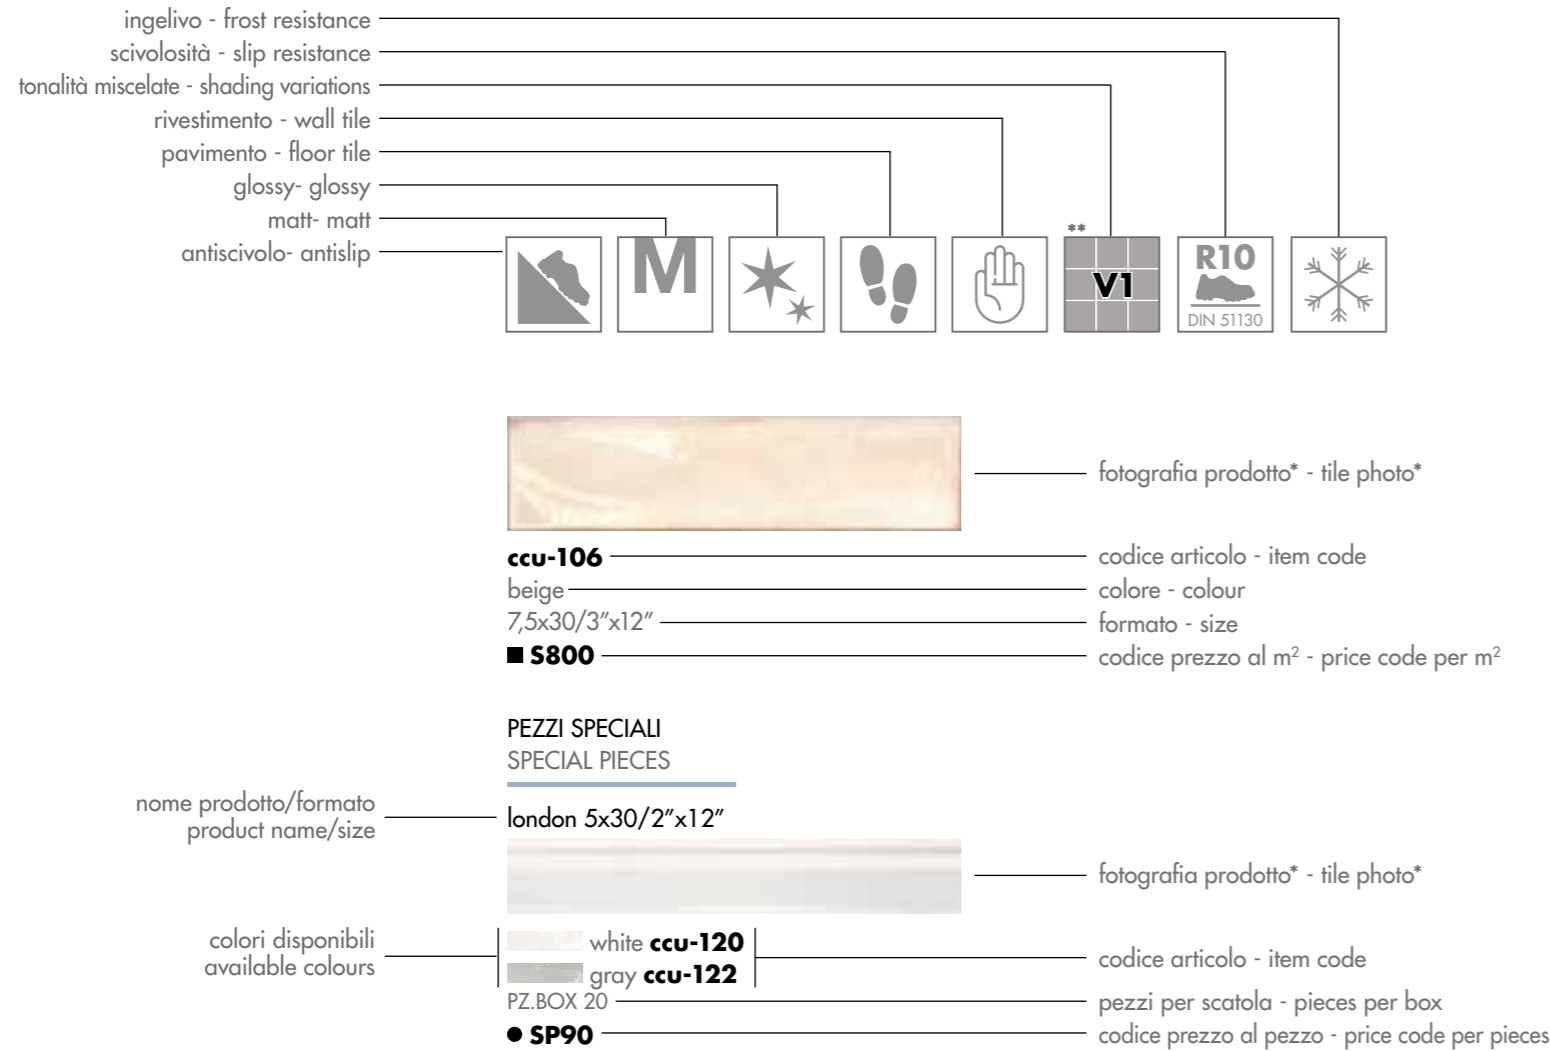 ingelivo - frost resistance
scivolosità - slip resistance
tonalità miscelate - shading variations
rivestimento - wall tile
pavimento - floor tile
glossy- glossy
matt- matt
antiscivolo- antislip
M
**
V1
R10
DIN 51130
fotografia prodotto* - tile photo*
ccu-106
codice articolo - item code
beige
colore - colour
7,5x30/3”x12”
formato - size
■ S800
codice prezzo al m² - price code per m²
PEZZI SPECIALI
SPECIAL PIECES
nome prodotto/formato
product name/size
london 5x30/2”x12”
fotografia prodotto* - tile photo*
colori disponibili
available colours
white ccu-120
gray ccu-122
codice articolo - item code
PZ.BOX 20
pezzi per scatola - pieces per box
● SP90
codice prezzo al pezzo - price code per pieces